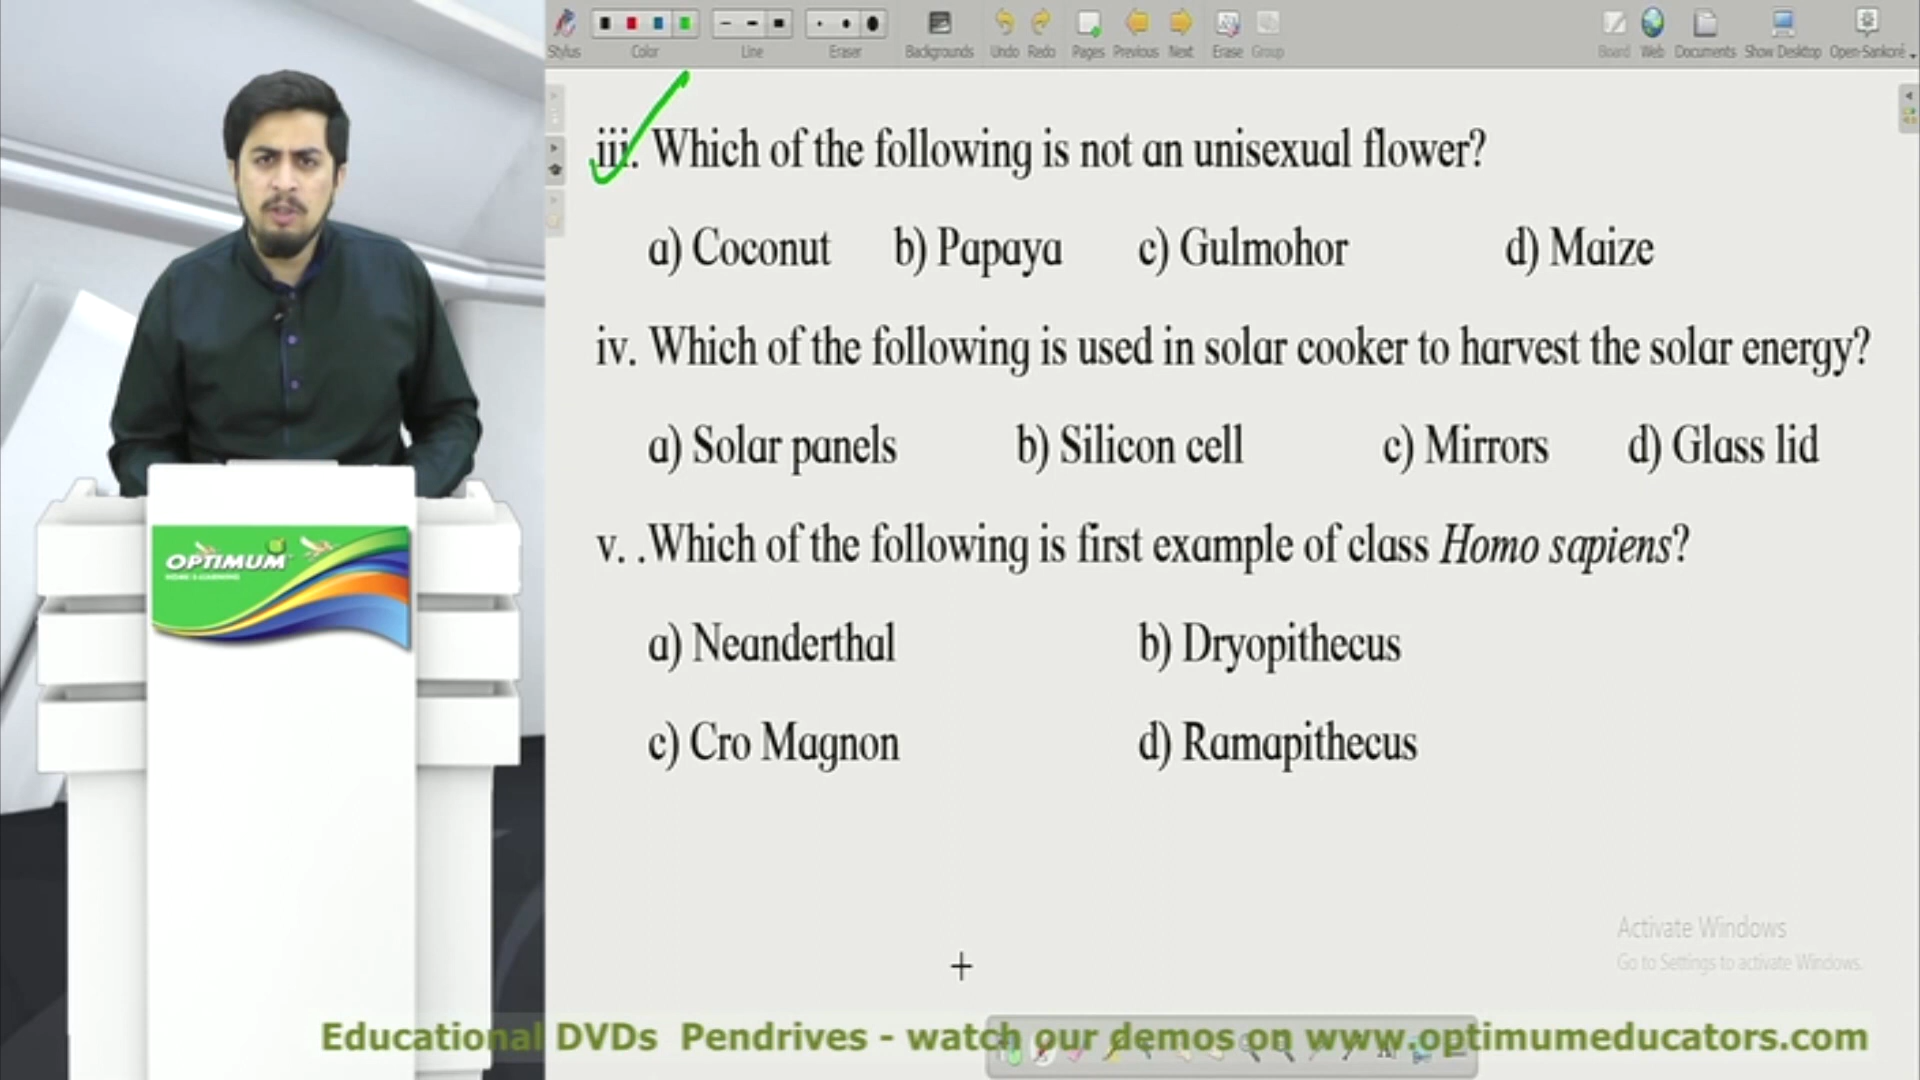 Stylus Color Line Eraser Backgrounds Undo Redo Pages Previous Next Erase Group Board Web Documents Show Desktop Open-Sankoré
iii. Which of the following is not an unisexual flower?
a) Coconut b) Papaya c) Gulmohor d) Maize
iv. Which of the following is used in solar cooker to harvest the solar energy?
a) Solar panels b) Silicon cell c) Mirrors d) Glass lid
v. .Which of the following is first example of class Homo sapiens?
a) Neanderthal b) Dryopithecus
c) Cro Magnon d) Ramapithecus
OPTIMUM
HOME E-LEARNING
Activate Windows
Go to Settings to activate Windows.
Educational DVDs Pendrives - watch our demos on www.optimumeducators.com